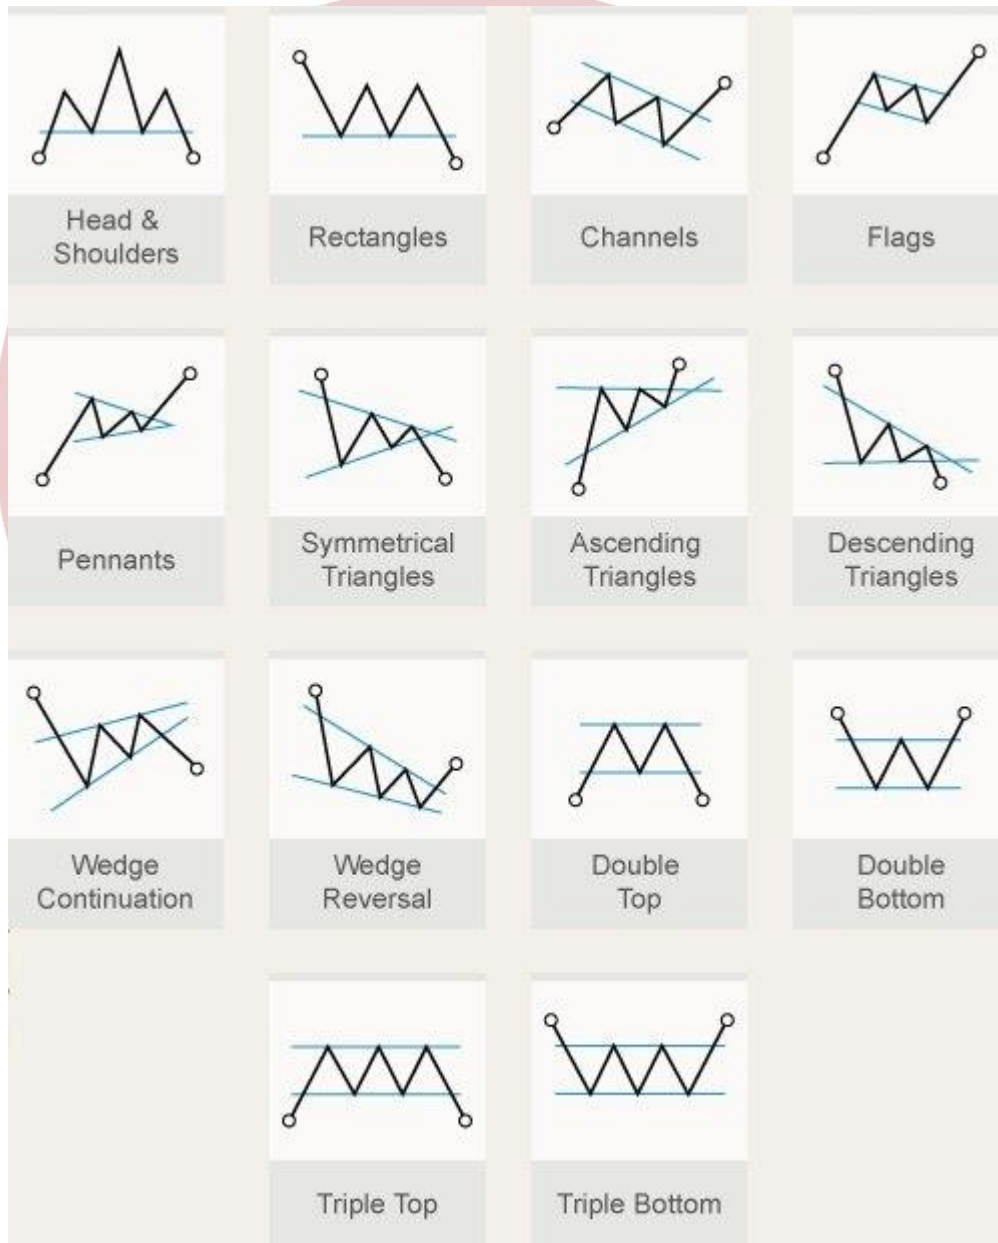 Head &
Shoulders
Rectangles
Channels
Flags
Pennants
Symmetrical
Triangles
Ascending
Triangles
Descending
Triangles
Wedge
Continuation
Wedge
Reversal
Double
Top
Double
Bottom
Triple Top
Triple Bottom